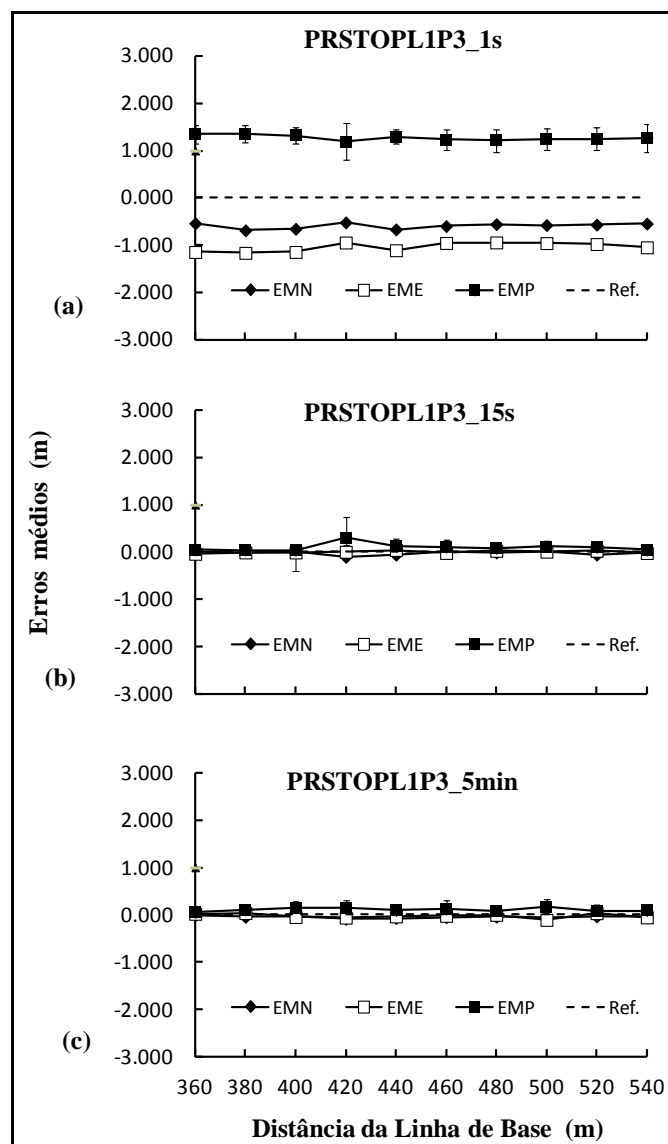 PRSTOPL1P3_1s
3.000
2.000
1.000
0.000
-1.000
-2.000
-3.000
EMN EME EMP Ref.
(a)
PRSTOPL1P3_15s
3.000
2.000
1.000
0.000
-1.000
-2.000
-3.000
EMN EME EMP Ref.
(b)
Erros médios (m)
PRSTOPL1P3_5min
3.000
2.000
1.000
0.000
-1.000
-2.000
-3.000
EMN EME EMP Ref.
(c)
360 380 400 420 440 460 480 500 520 540
Distância da Linha de Base (m)